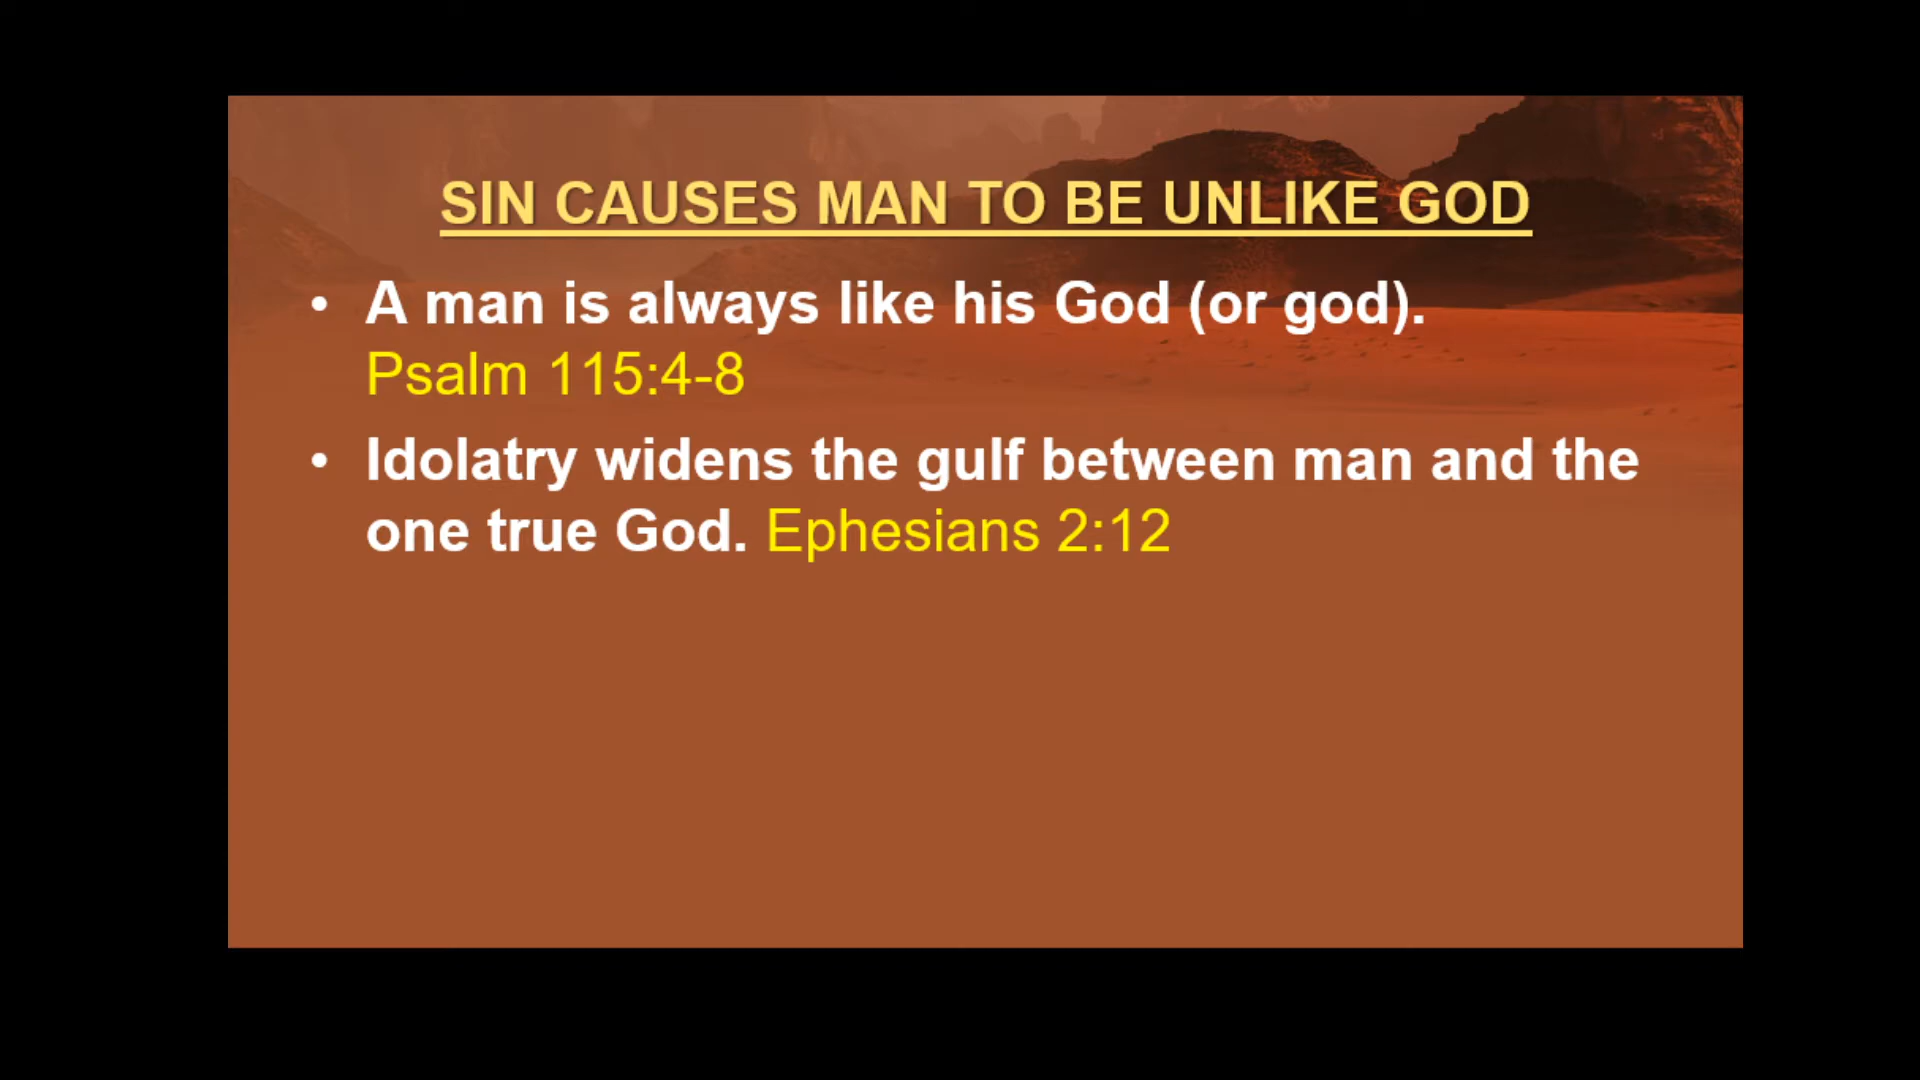 SIN CAUSES MAN TO BE UNLIKE GOD
• A man is always like his God (or god).
Psalm 115:4-8
• Idolatry widens the gulf between man and the
one true God. Ephesians 2:12